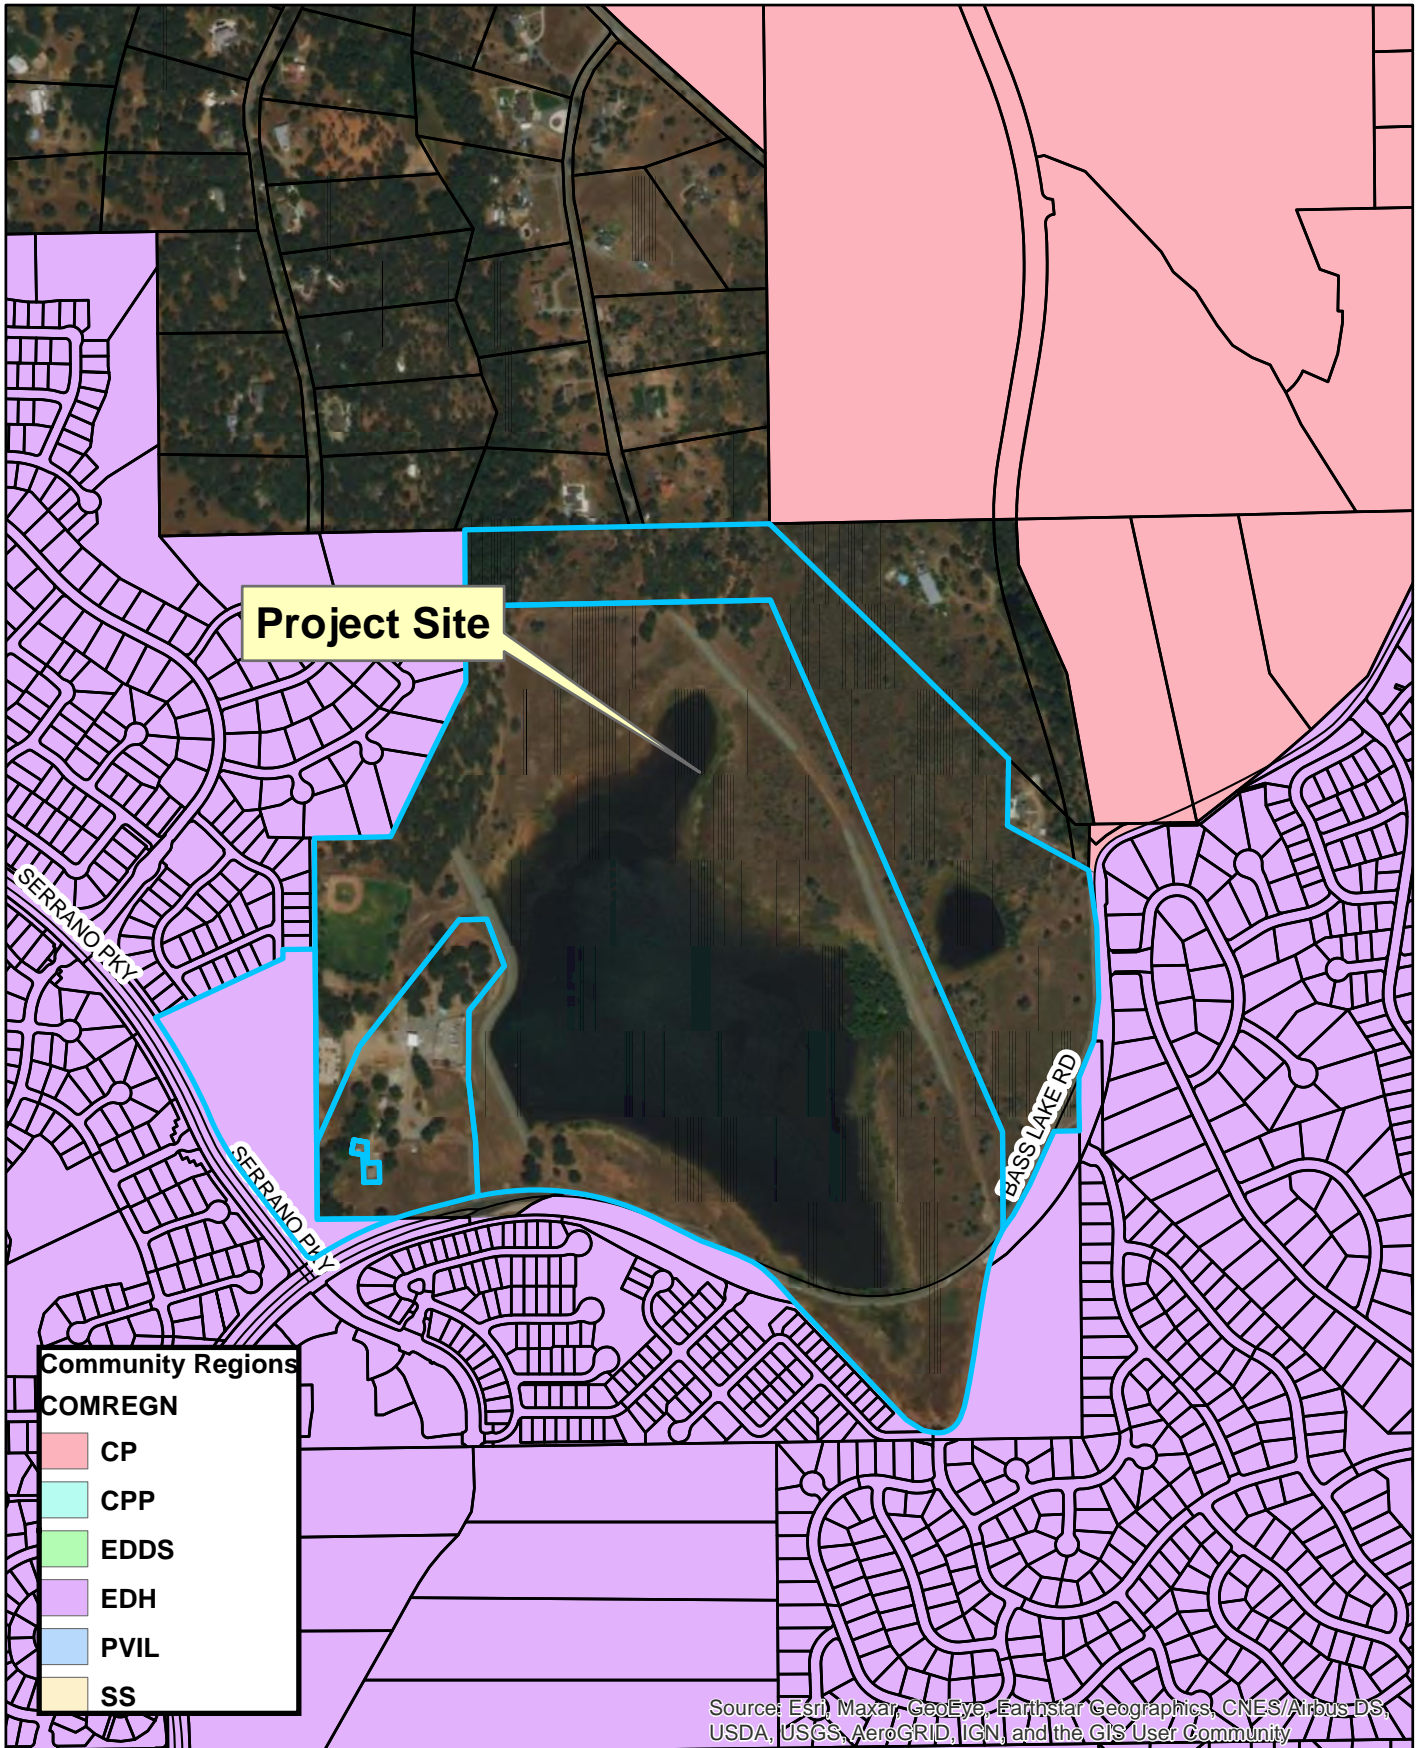 Project Site
SERRANO PKY
SERRANO PKY
BASS LAKE RD
Community Regions
COMREGN
CP
CPP
EDDS
EDH
PVIL
SS
Source: Esri, Maxar, GeoEye, Earthstar Geographics, CNES/Airbus DS,
USDA, USGS, AeroGRID, IGN, and the GIS User Community